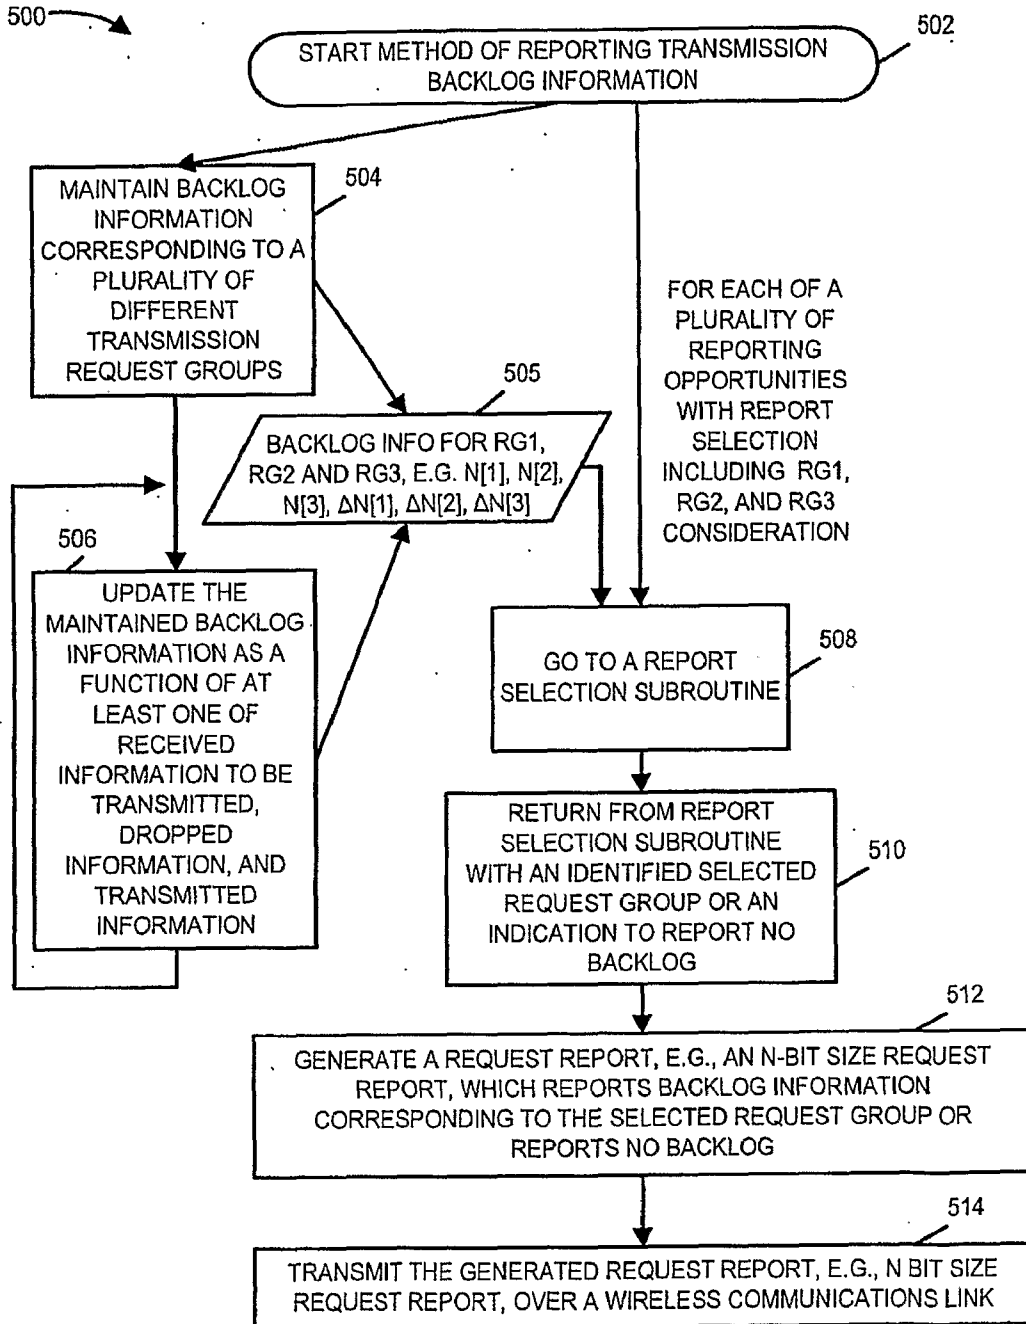 500
502
START METHOD OF REPORTING TRANSMISSION
BACKLOG INFORMATION
504
MAINTAIN BACKLOG
INFORMATION
CORRESPONDING TO A
PLURALITY OF
DIFFERENT
TRANSMISSION
REQUEST GROUPS
FOR EACH OF A
PLURALITY OF
REPORTING
OPPORTUNITIES
WITH REPORT
SELECTION
INCLUDING RG1,
RG2, AND RG3
CONSIDERATION
505
BACKLOG INFO FOR RG1,
RG2 AND RG3, E.G. N[1], N[2],
N[3], ΔN[1], ΔN[2], ΔN[3]
506
UPDATE THE
MAINTAINED BACKLOG
INFORMATION AS A
FUNCTION OF AT
LEAST ONE OF
RECEIVED
INFORMATION TO BE
TRANSMITTED,
DROPPED
INFORMATION, AND
TRANSMITTED
INFORMATION
508
GO TO A REPORT
SELECTION SUBROUTINE
510
RETURN FROM REPORT
SELECTION SUBROUTINE
WITH AN IDENTIFIED SELECTED
REQUEST GROUP OR AN
INDICATION TO REPORT NO
BACKLOG
512
GENERATE A REQUEST REPORT, E.G., AN N-BIT SIZE REQUEST
REPORT, WHICH REPORTS BACKLOG INFORMATION
CORRESPONDING TO THE SELECTED REQUEST GROUP OR
REPORTS NO BACKLOG
514
TRANSMIT THE GENERATED REQUEST REPORT, E.G., N BIT SIZE
REQUEST REPORT, OVER A WIRELESS COMMUNICATIONS LINK